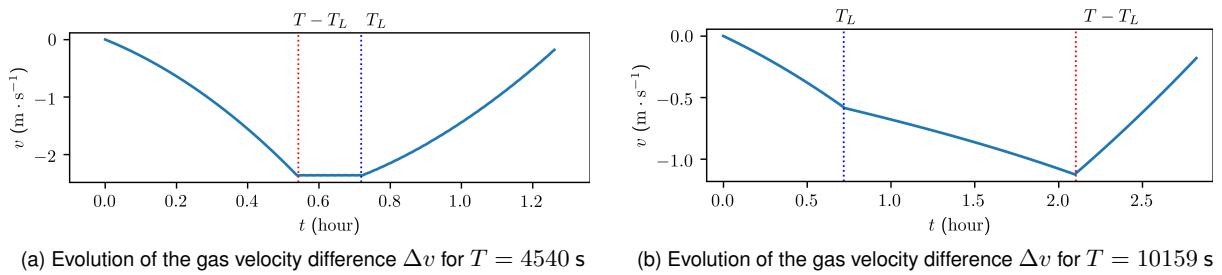 T − T_L   T_L
0
−1
−2
v (m · s⁻¹)
0.0 0.2 0.4 0.6 0.8 1.0 1.2
t (hour)
(a) Evolution of the gas velocity difference Δv for T = 4540 s
T_L   T − T_L
0.0
−0.5
−1.0
v (m · s⁻¹)
0.0 0.5 1.0 1.5 2.0 2.5
t (hour)
(b) Evolution of the gas velocity difference Δv for T = 10159 s